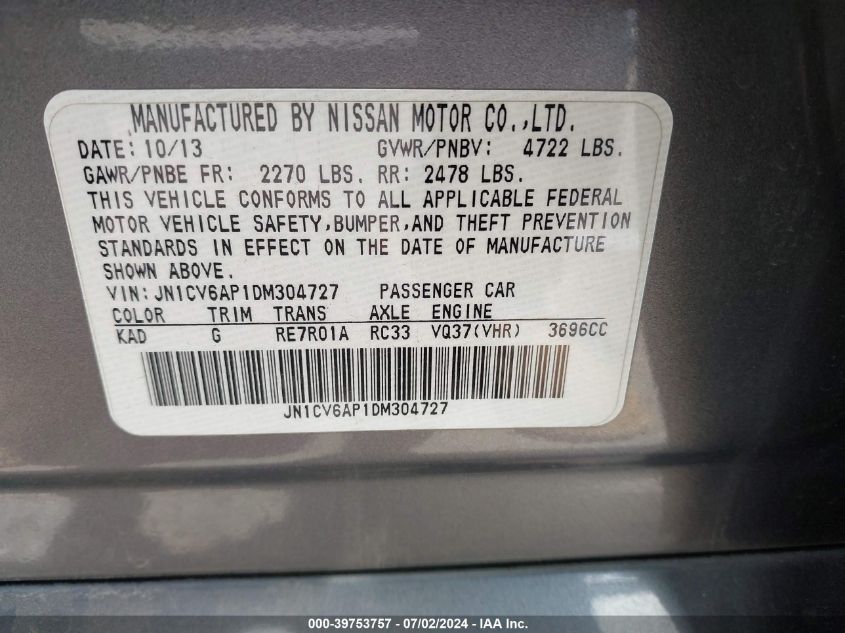 MANUFACTURED BY NISSAN MOTOR CO.,LTD.
DATE: 10/13 GVWR/PNBV: 4722 LBS.
GAWR/PNBE FR: 2270 LBS. RR: 2478 LBS.
THIS VEHICLE CONFORMS TO ALL APPLICABLE FEDERAL
MOTOR VEHICLE SAFETY,BUMPER,AND THEFT PREVENTION
STANDARDS IN EFFECT ON THE DATE OF MANUFACTURE
SHOWN ABOVE.
VIN: JN1CV6AP1DM304727 PASSENGER CAR
COLOR TRIM TRANS AXLE ENGINE
KAD G RE7R01A RC33 VQ37(VHR) 3696CC
JN1CV6AP1DM304727
000-39753757 - 07/02/2024 - IAA Inc.